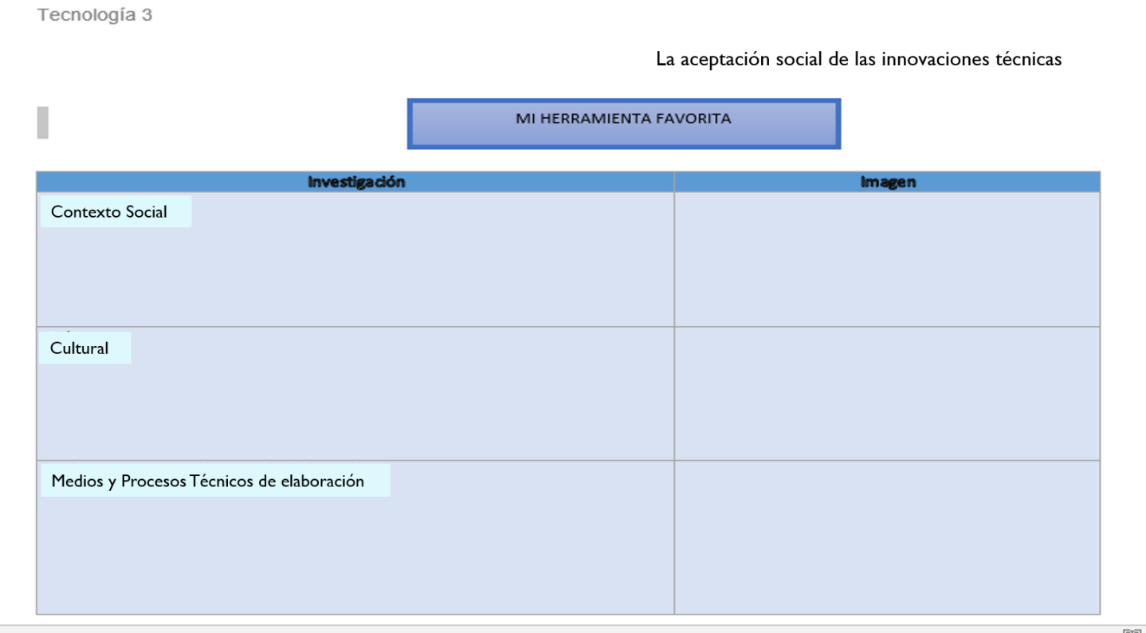 Tecnología 3
La aceptación social de las innovaciones técnicas
MI HERRAMIENTA FAVORITA
Investigación
Imagen
Contexto Social
Cultural
Medios y Procesos Técnicos de elaboración